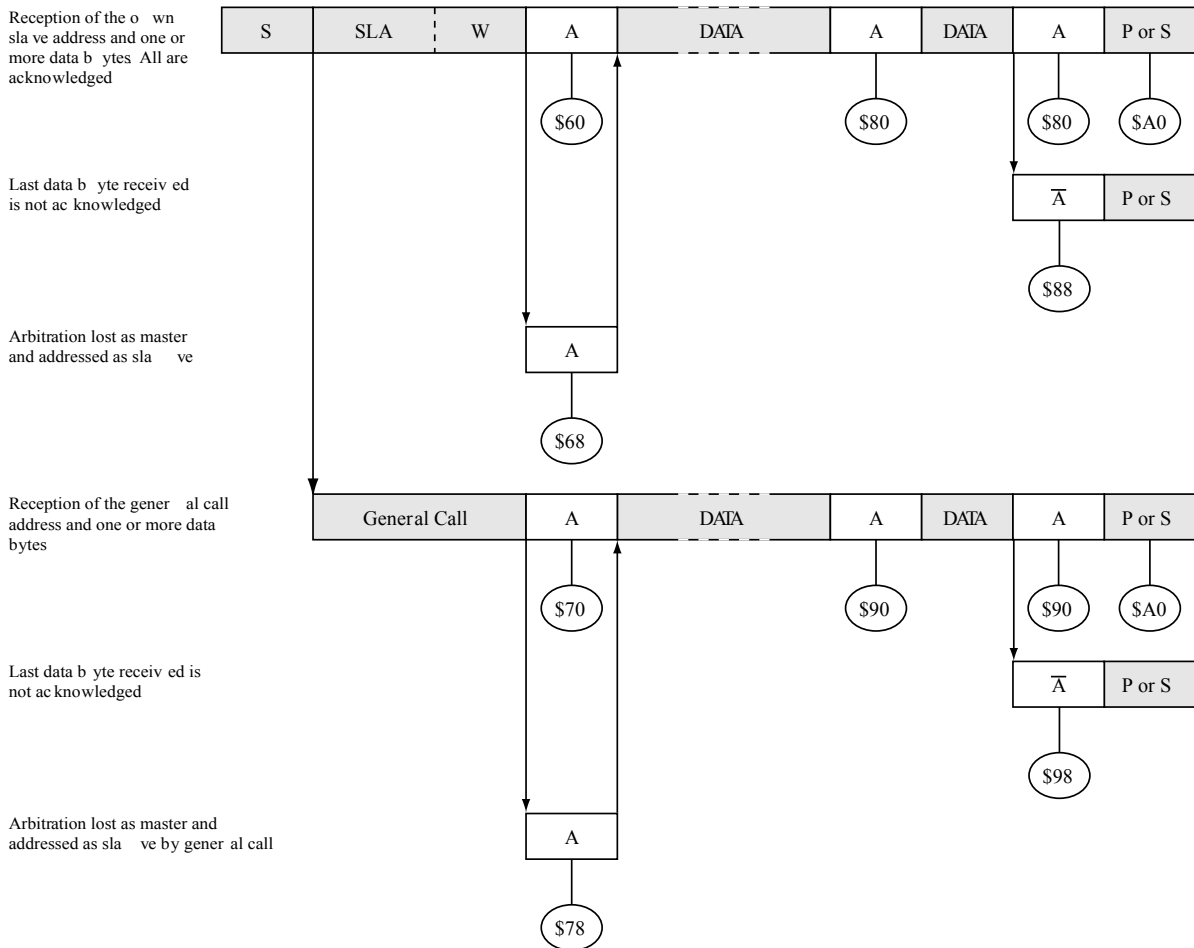 Reception of the o wn
sla ve address and one or
more data b ytes. All are
acknowledged
S SLA W A DATA A DATA A P or S
$60 $80 $80 $A0
Last data b yte receiv ed
is not ac knowledged
A̅ P or S
$88
Arbitration lost as master
and addressed as sla ve
A
$68
Reception of the gener al call
address and one or more data
bytes
General Call A DATA A DATA A P or S
$70 $90 $90 $A0
Last data b yte receiv ed is
not ac knowledged
A̅ P or S
$98
Arbitration lost as master and
addressed as sla ve by gener al call
A
$78